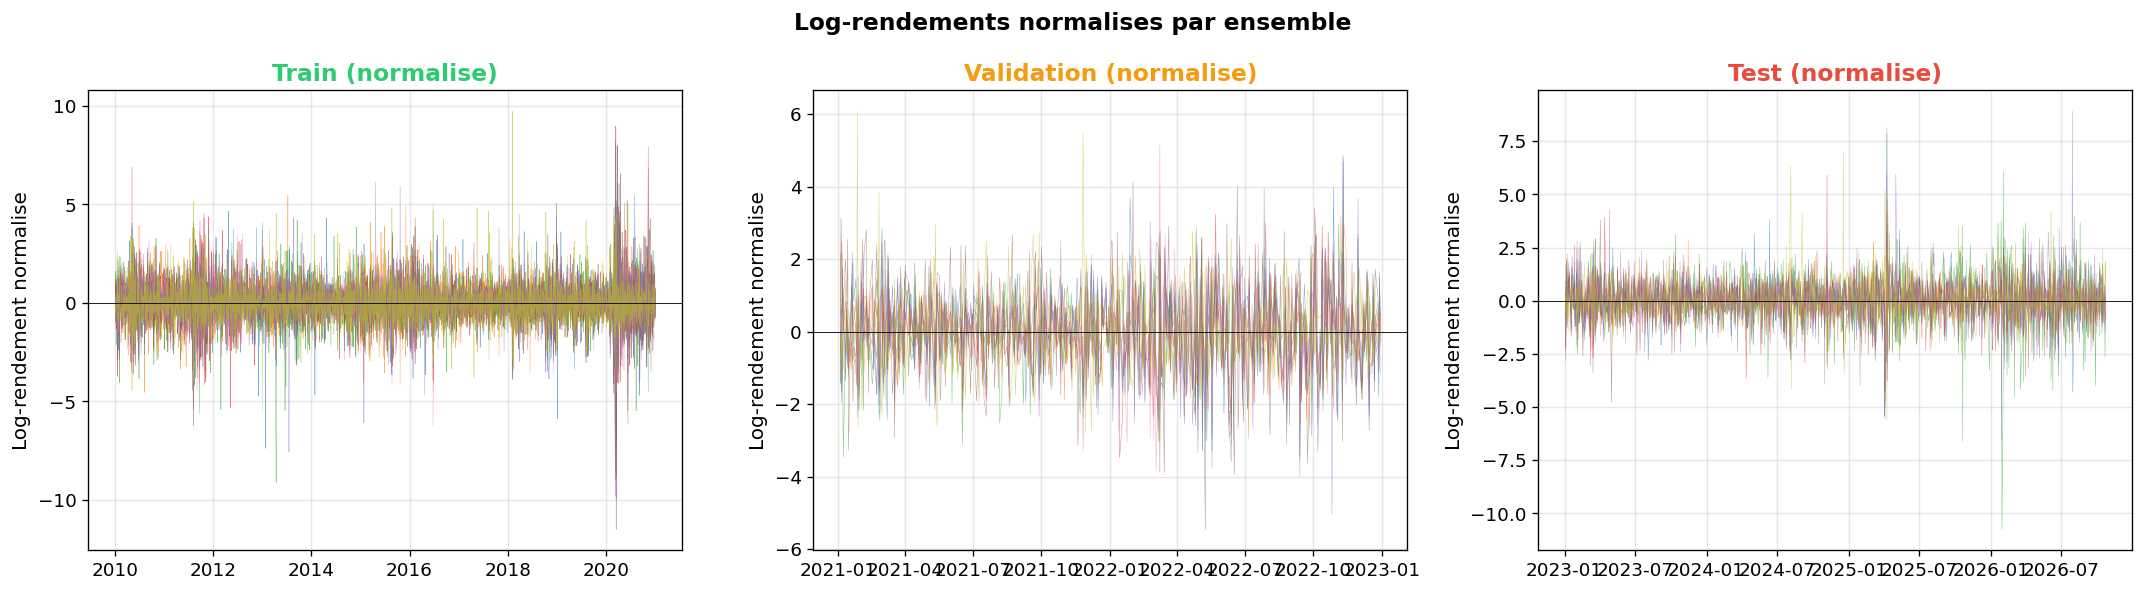 Log-rendements normalises par ensemble
Train (normalise)
Log-rendement normalise
10
5
0
−5
−10
2010 2012 2014 2016 2018 2020
Validation (normalise)
Log-rendement normalise
6
4
2
0
−2
−4
−6
2021-01 2021-04 2021-07 2021-10 2022-01 2022-04 2022-07 2022-10 2023-01
Test (normalise)
Log-rendement normalise
7.5
5.0
2.5
0.0
−2.5
−5.0
−7.5
−10.0
2023-01 2023-07 2024-01 2024-07 2025-01 2025-07 2026-01 2026-07